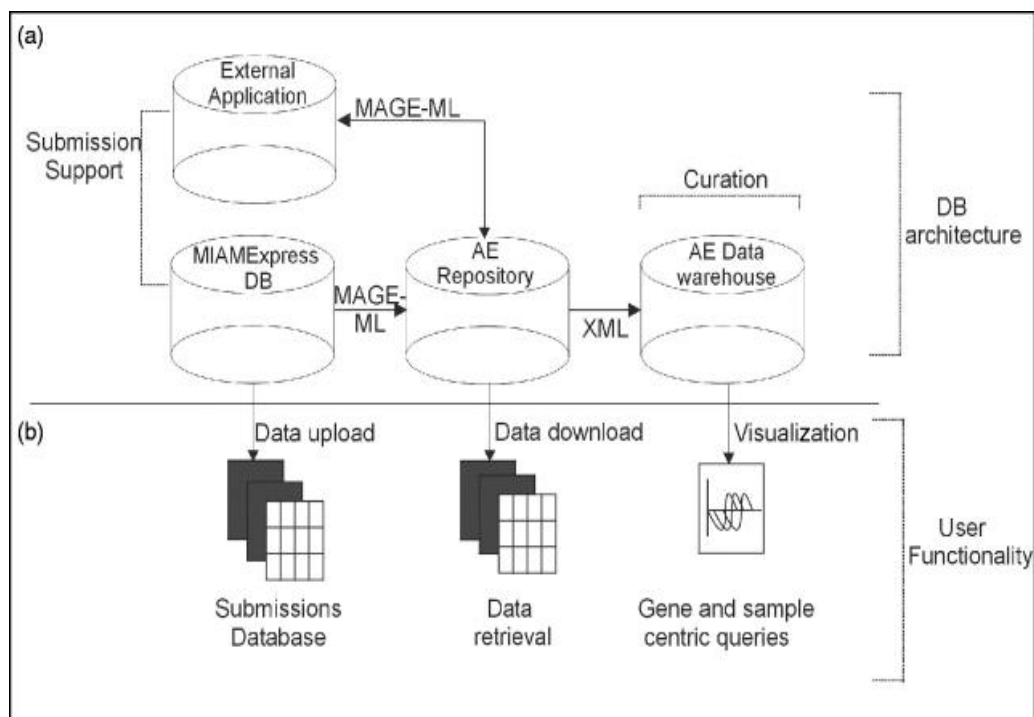 (a)
External
Application
MAGE-ML
Submission
Support
Curation
DB
architecture
MIAMExpress
DB
MAGE-
ML
AE
Repository
XML
AE Data
warehouse
(b)
Data upload
Data download
Visualization
User
Functionality
Submissions
Database
Data
retrieval
Gene and sample
centric queries